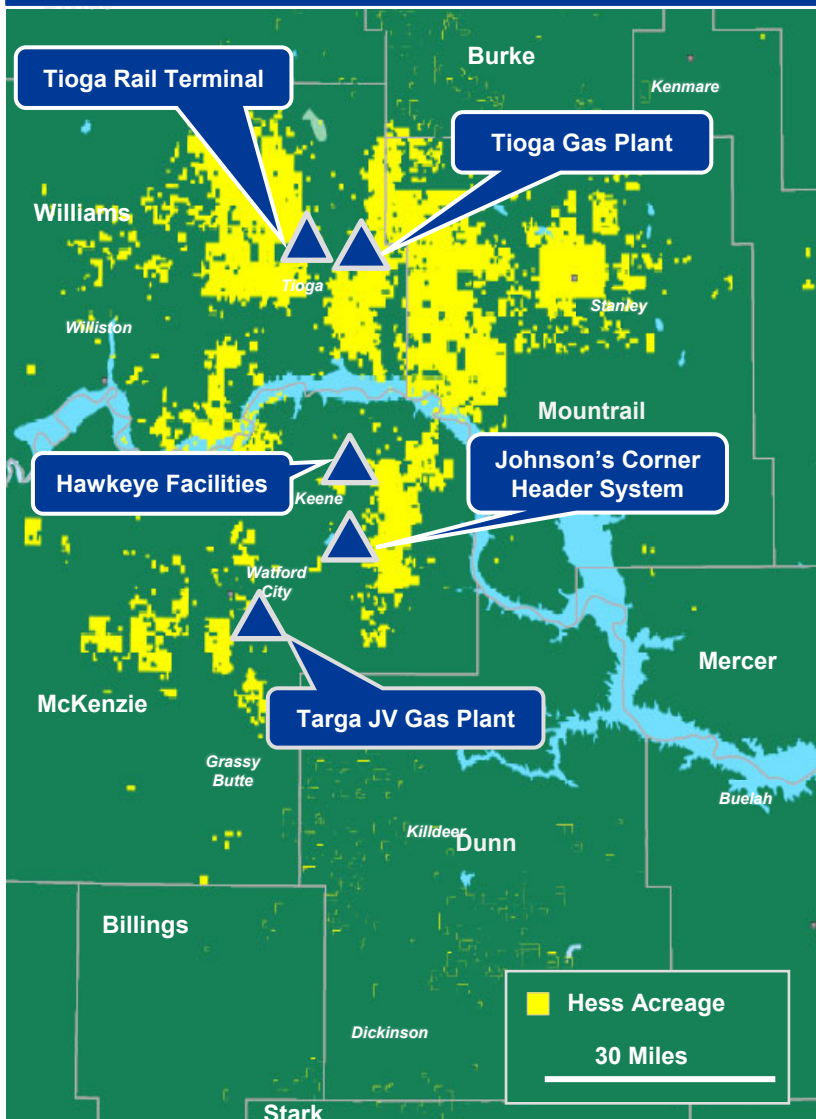 Burke
Tioga Rail Terminal
Kenmare
Tioga Gas Plant
Williams
Tioga
Stanley
Williston
Mountrail
Johnson's Corner
Header System
Hawkeye Facilities
Keene
Watford
City
Mercer
McKenzie
Targa JV Gas Plant
Grassy
Butte
Buelah
Killdeer
Dunn
Billings
Hess Acreage
Dickinson
30 Miles
Stark